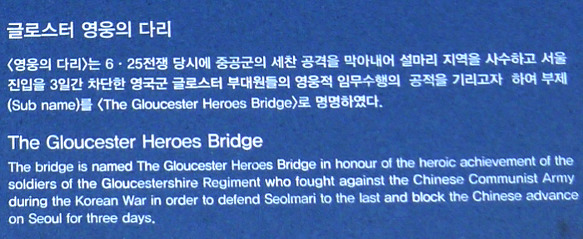 글로스터 영웅의 다리
〈영웅의 다리〉는 6 · 25전쟁 당시에 중공군의 세찬 공격을 막아내어 설마리 지역을 사수하고 서울
진입을 3일간 차단한 영국군 글로스터 부대원들의 영웅적 임무수행의 공적을 기리고자 하여 부제
(Sub name)를 〈The Gloucester Heroes Bridge〉로 명명하였다.
The Gloucester Heroes Bridge
The bridge is named The Gloucester Heroes Bridge in honour of the heroic achievement of the
soldiers of the Gloucestershire Regiment who fought against the Chinese Communist Army
during the Korean War in order to defend Seolmari to the last and block the Chinese advance
on Seoul for three days.